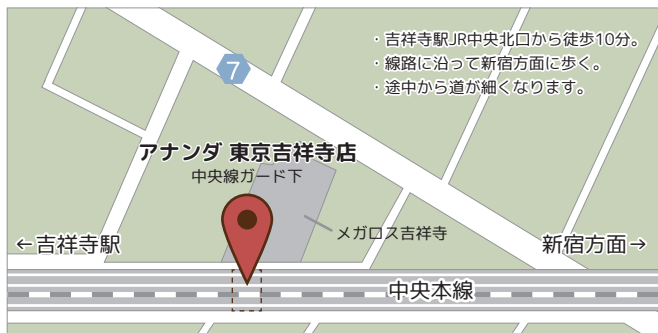 ・吉祥寺駅JR中央北口から徒歩10分。
・線路に沿って新宿方面に歩く。
・途中から道が細くなります。
7
アナンダ 東京吉祥寺店
中央線ガード下
メガロス吉祥寺
←吉祥寺駅
新宿方面→
中央本線